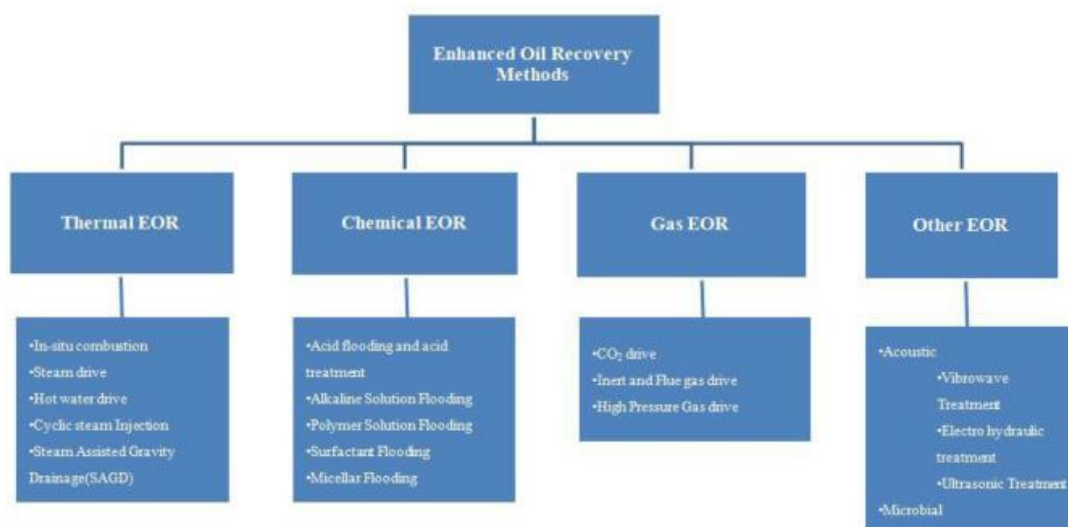 Enhanced Oil Recovery
Methods
Thermal EOR
Chemical EOR
Gas EOR
Other EOR
•In-situ combustion
•Steam drive
•Hot water drive
•Cyclic steam Injection
•Steam Assisted Gravity
Drainage(SAGD)
•Acid flooding and acid
treatment
•Alkaline Solution Flooding
•Polymer Solution Flooding
•Surfactant Flooding
•Micellar Flooding
•CO₂ drive
•Inert and Flue gas drive
•High Pressure Gas drive
•Acoustic
•Vibrowave
Treatment
•Electro hydraulic
treatment
•Ultrasonic Treatment
•Microbial